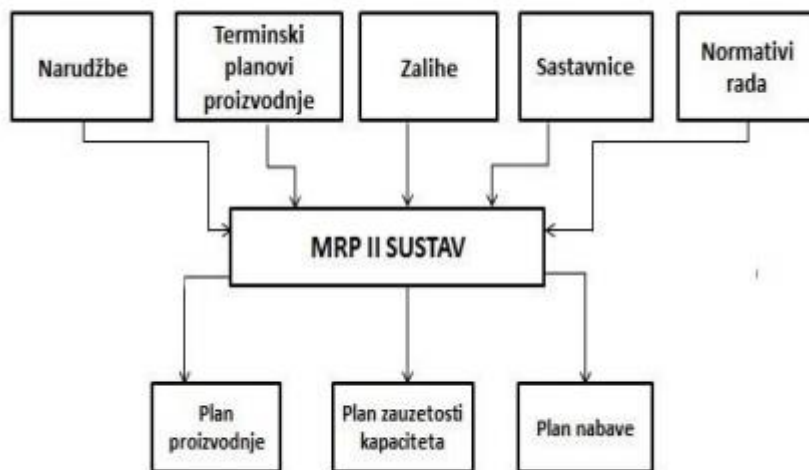 Narudžbe
Terminski
planovi
proizvodnje
Zalihe
Sastavnice
Normativi
rada
MRP II SUSTAV
Plan
proizvodnje
Plan zauzetosti
kapaciteta
Plan nabave